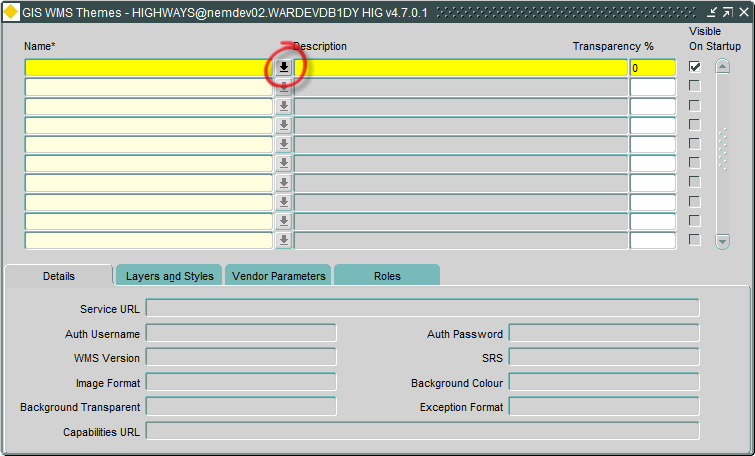 GIS WMS Themes - HIGHWAYS@nemdev02.WARDEVDB1DY HIG v4.7.0.1
Visible
Name* Description Transparency % On Startup
0
Details Layers and Styles Vendor Parameters Roles
Service URL
Auth Username Auth Password
WMS Version SRS
Image Format Background Colour
Background Transparent Exception Format
Capabilities URL